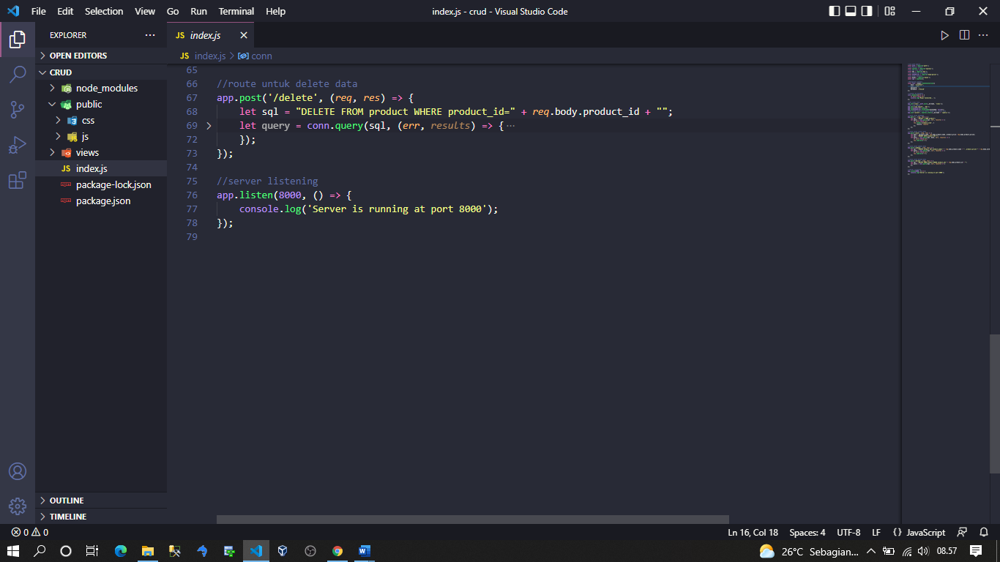 File Edit Selection View Go Run Terminal Help
index.js - crud - Visual Studio Code
EXPLORER
JS index.js
OPEN EDITORS
JS index.js > conn
CRUD
node_modules
public
css
js
views
JS index.js
package-lock.json
package.json
65
66 //route untuk delete data
67 app.post('/delete', (req, res) => {
68 let sql = "DELETE FROM product WHERE product_id=" + req.body.product_id + "";
69 let query = conn.query(sql, (err, results) => {···
72 });
73 });
74
75 //server listening
76 app.listen(8000, () => {
77 console.log('Server is running at port 8000');
78 });
79
OUTLINE
TIMELINE
0 0
Ln 16, Col 18 Spaces: 4 UTF-8 LF {} JavaScript
26°C Sebagian... 08.57